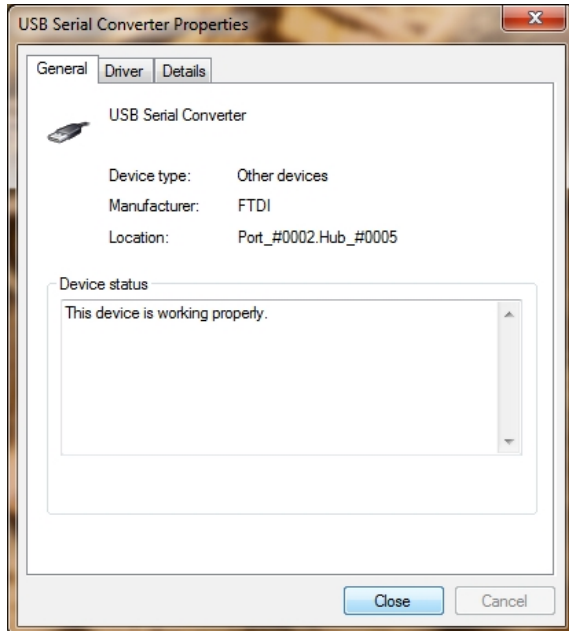 USB Serial Converter Properties
General Driver Details
USB Serial Converter
Device type: Other devices
Manufacturer: FTDI
Location: Port_#0002.Hub_#0005
Device status
This device is working properly.
Close Cancel